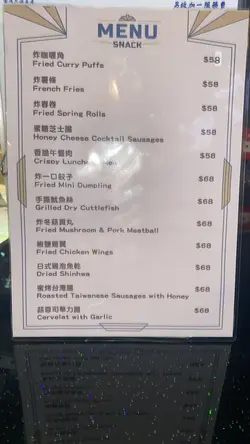 MENU
SNACK
炸咖喱角
Fried Curry Puffs $58
炸薯條
French Fries $58
炸春卷
Fried Spring Rolls $58
蜜糖芝士腸
Honey Cheese Cocktail Sausages $58
香脆午餐肉
Crispy Luncheon $58
炸一口餃子
Fried Mini Dumpling $68
手撕魷魚絲
Grilled Dry Cuttlefish $68
炸冬菇貢丸
Fried Mushroom & Pork Meatball $68
椒鹽雞翼
Fried Chicken Wings $68
日式雞泡魚乾
Dried Shinhwa $68
蜜烤台灣腸
Roasted Taiwanese Sausages with Honey $68
蒜蓉司華力腸
Cervelat with Garlic $68